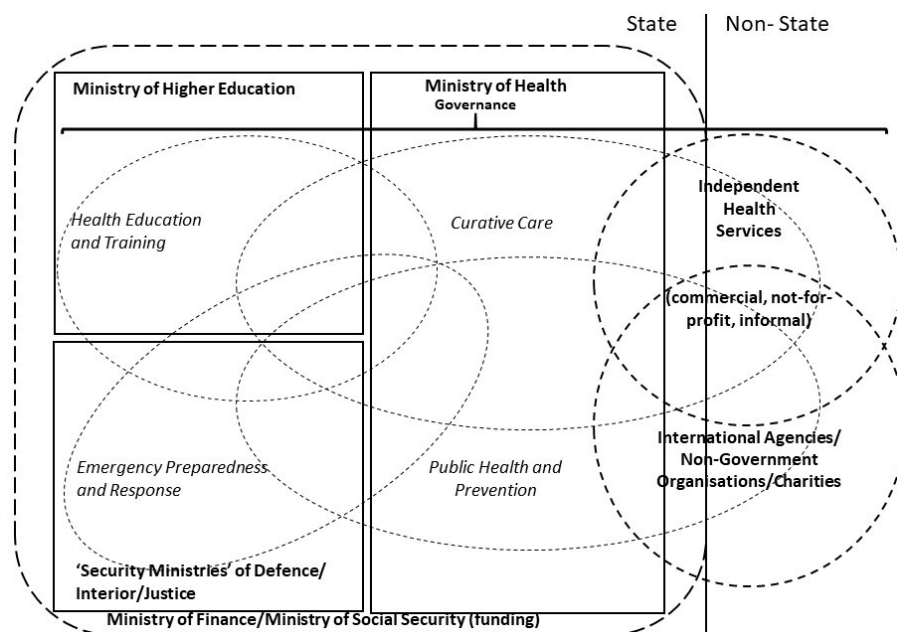 State
Non- State
Ministry of Higher Education
Ministry of Health
Governance
Health Education
and Training
Curative Care
Independent
Health
Services
(commercial, not-for-
profit, informal)
Emergency Preparedness
and Response
Public Health and
Prevention
International Agencies/
Non-Government
Organisations/Charities
‘Security Ministries’ of Defence/
Interior/Justice
Ministry of Finance/Ministry of Social Security (funding)